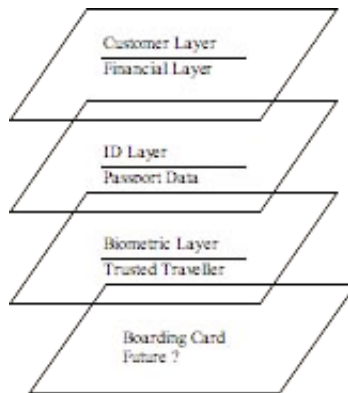 Customer Layer
Financial Layer
ID Layer
Passport Data
Biometric Layer
Trusted Traveller
Boarding Card
Future ?